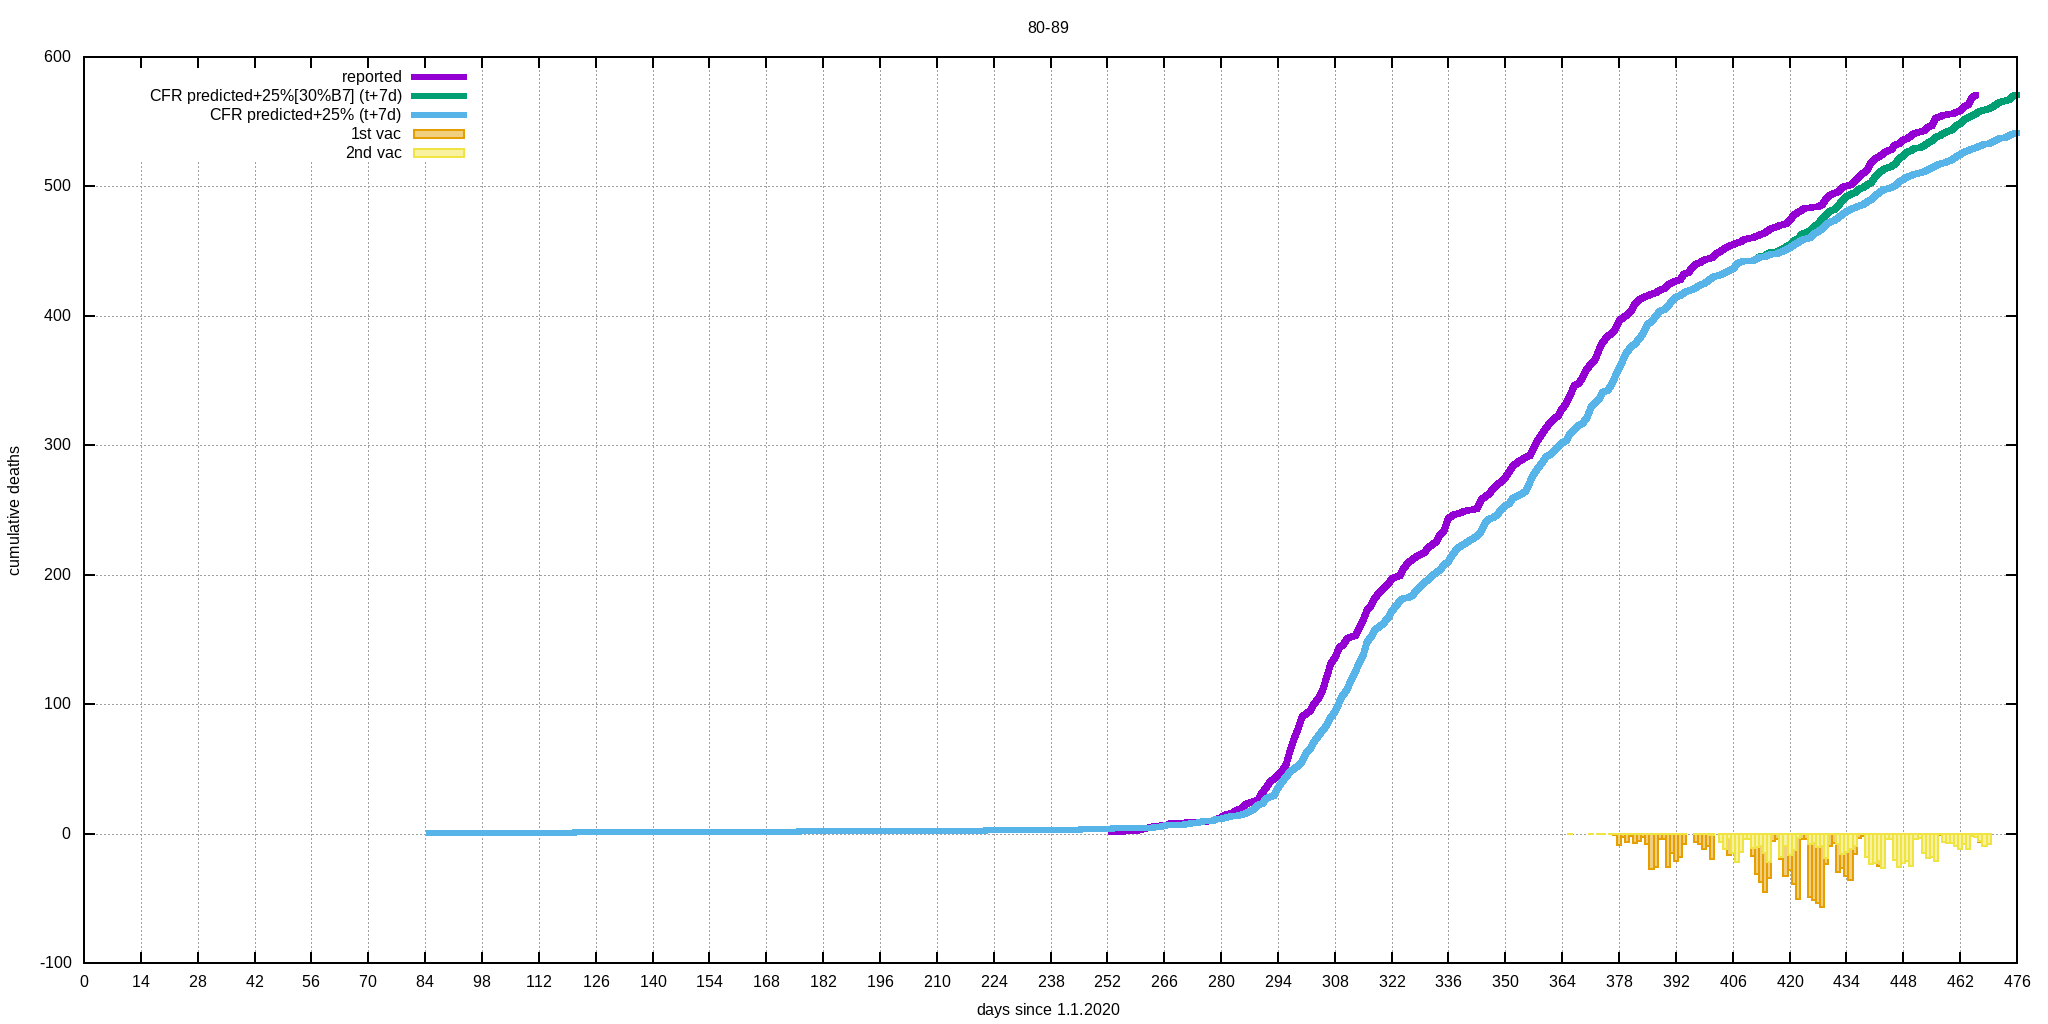 80-89
600
500
400
300
200
100
0
-100
cumulative deaths
reported
CFR predicted+25%[30%B7] (t+7d)
CFR predicted+25% (t+7d)
1st vac
2nd vac
0 14 28 42 56 70 84 98 112 126 140 154 168 182 196 210 224 238 252 266 280 294 308 322 336 350 364 378 392 406 420 434 448 462 476
days since 1.1.2020